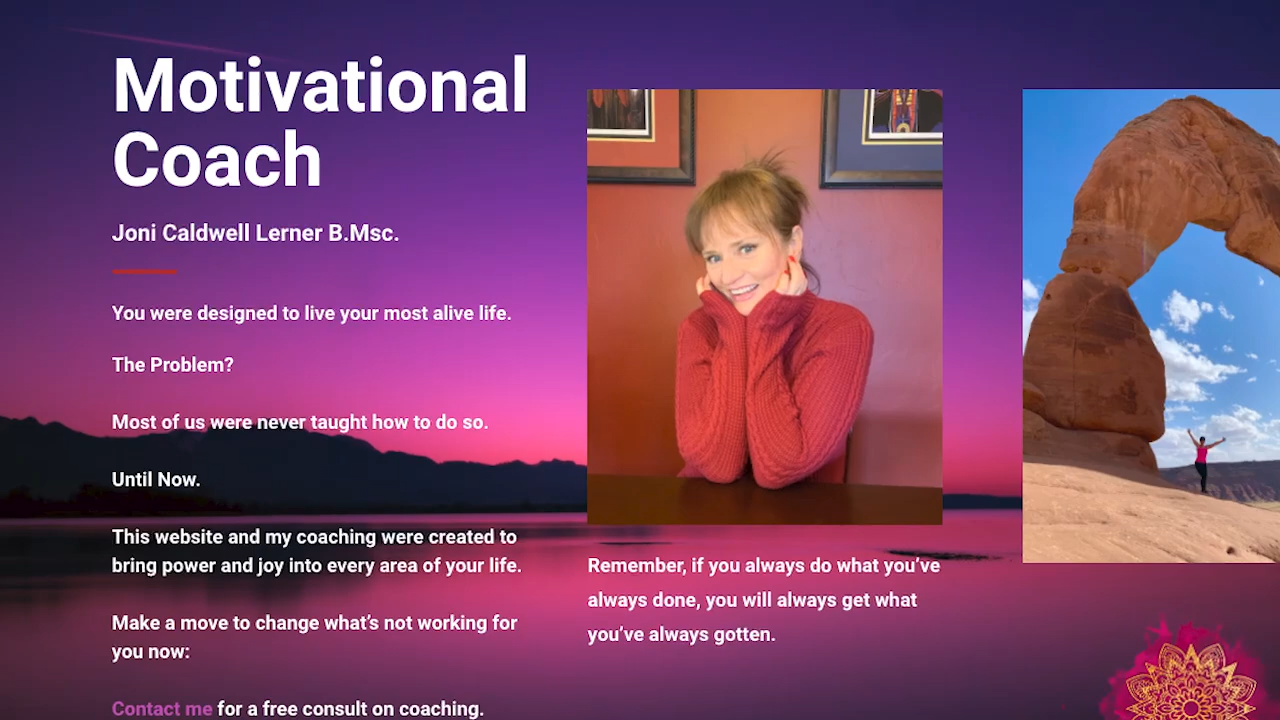 Motivational
Coach
Joni Caldwell Lerner B.Msc.
You were designed to live your most alive life.
The Problem?
Most of us were never taught how to do so.
Until Now.
This website and my coaching were created to
bring power and joy into every area of your life.
Make a move to change what’s not working for
you now:
Contact me for a free consult on coaching.
Remember, if you always do what you’ve
always done, you will always get what
you’ve always gotten.